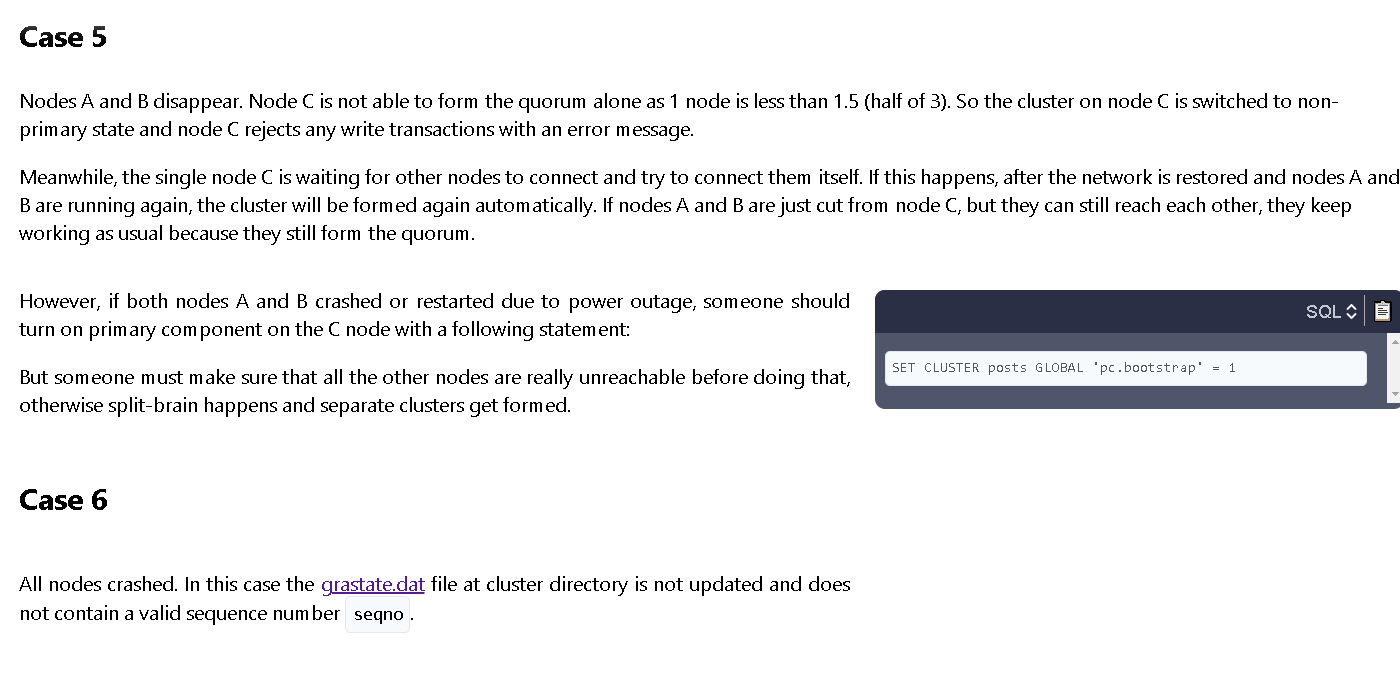 Case 5
Nodes A and B disappear. Node C is not able to form the quorum alone as 1 node is less than 1.5 (half of 3). So the cluster on node C is switched to non-
primary state and node C rejects any write transactions with an error message.
Meanwhile, the single node C is waiting for other nodes to connect and try to connect them itself. If this happens, after the network is restored and nodes A and
B are running again, the cluster will be formed again automatically. If nodes A and B are just cut from node C, but they can still reach each other, they keep
working as usual because they still form the quorum.
However, if both nodes A and B crashed or restarted due to power outage, someone should
turn on primary component on the C node with a following statement:
But someone must make sure that all the other nodes are really unreachable before doing that,
otherwise split-brain happens and separate clusters get formed.
SQL
SET CLUSTER posts GLOBAL 'pc.bootstrap' = 1
Case 6
All nodes crashed. In this case the grastate.dat file at cluster directory is not updated and does
not contain a valid sequence number seqno.